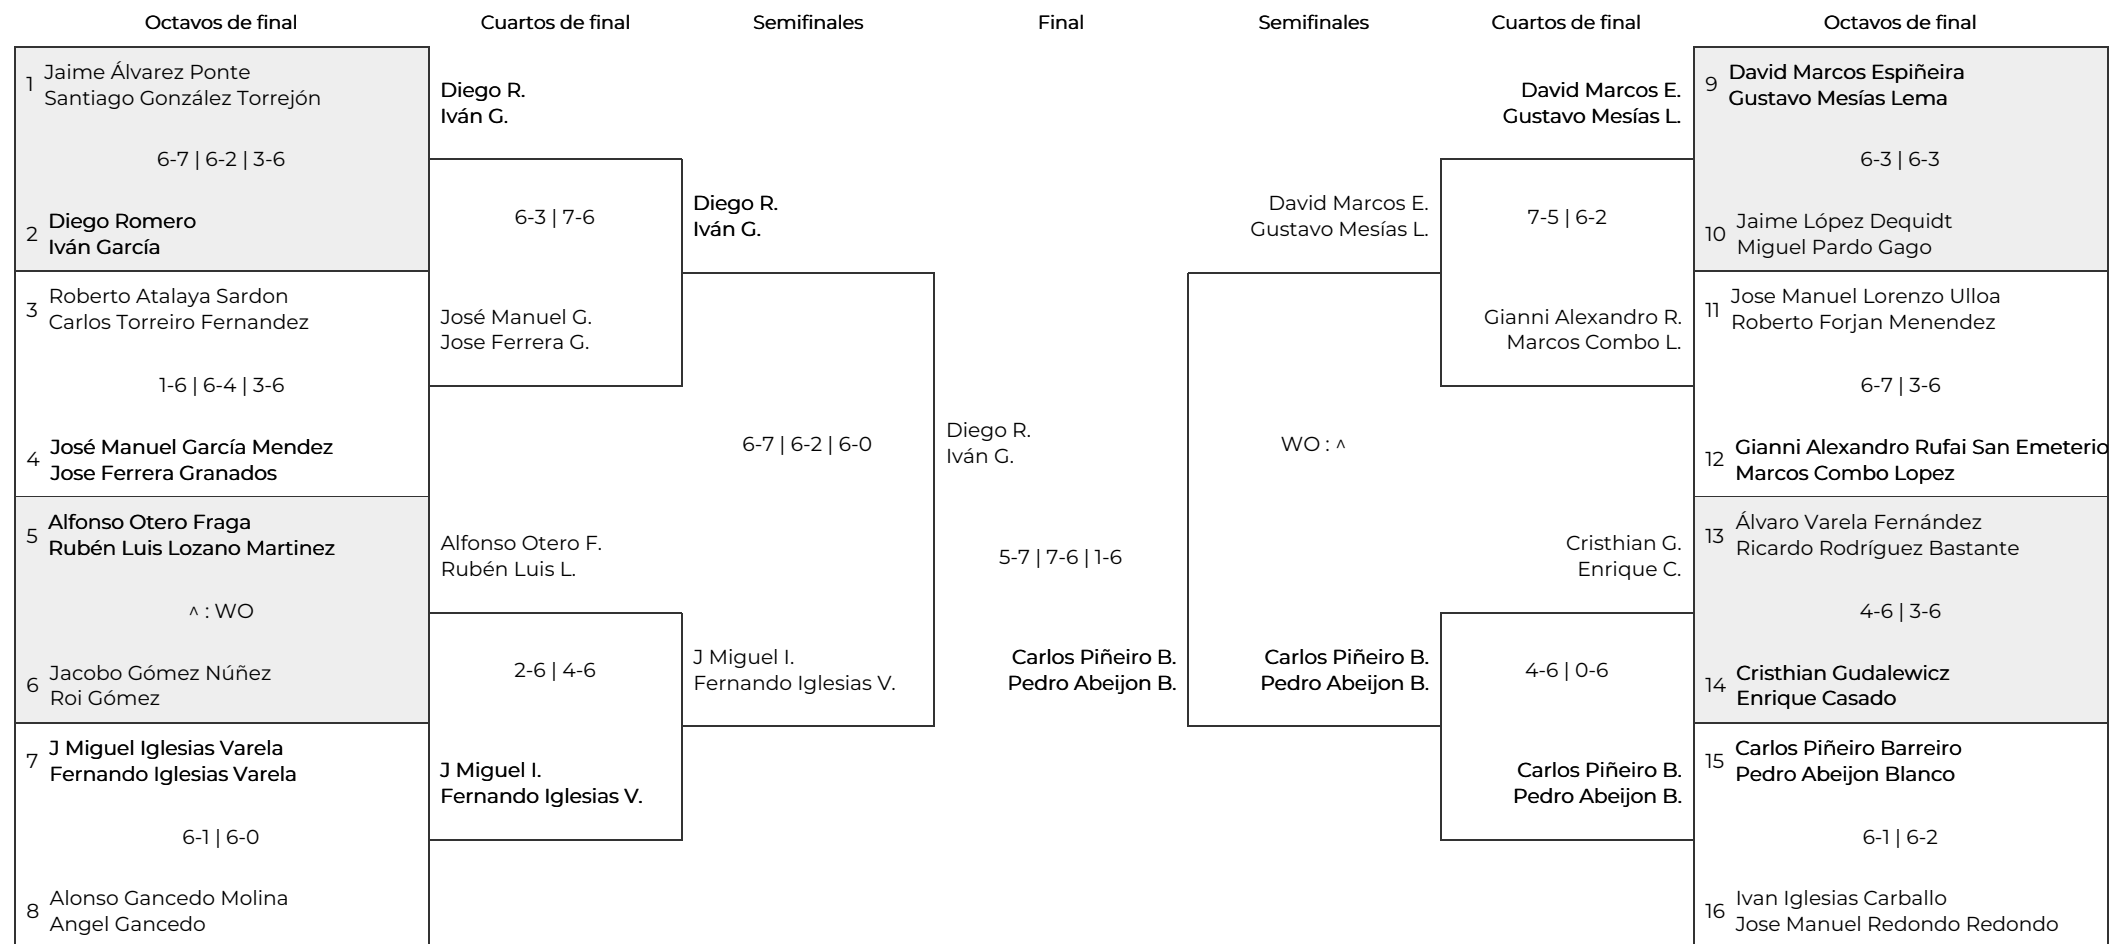 Octavos de final
Cuartos de final
Semifinales
Final
Semifinales
Cuartos de final
Octavos de final
1
Jaime Álvarez Ponte
Santiago González Torrejón
6-7 | 6-2 | 3-6
2
Diego Romero
Iván García
3
Roberto Atalaya Sardon
Carlos Torreiro Fernandez
1-6 | 6-4 | 3-6
4
José Manuel García Mendez
Jose Ferrera Granados
5
Alfonso Otero Fraga
Rubén Luis Lozano Martinez
^ : WO
6
Jacobo Gómez Núñez
Roi Gómez
7
J Miguel Iglesias Varela
Fernando Iglesias Varela
6-1 | 6-0
8
Alonso Gancedo Molina
Angel Gancedo
Diego R.
Iván G.
6-3 | 7-6
José Manuel G.
Jose Ferrera G.
Alfonso Otero F.
Rubén Luis L.
2-6 | 4-6
J Miguel I.
Fernando Iglesias V.
Diego R.
Iván G.
6-7 | 6-2 | 6-0
J Miguel I.
Fernando Iglesias V.
Diego R.
Iván G.
5-7 | 7-6 | 1-6
Carlos Piñeiro B.
Pedro Abeijon B.
David Marcos E.
Gustavo Mesías L.
WO : ^
Carlos Piñeiro B.
Pedro Abeijon B.
David Marcos E.
Gustavo Mesías L.
7-5 | 6-2
Gianni Alexandro R.
Marcos Combo L.
Cristhian G.
Enrique C.
4-6 | 0-6
Carlos Piñeiro B.
Pedro Abeijon B.
9
David Marcos Espiñeira
Gustavo Mesías Lema
6-3 | 6-3
10
Jaime López Dequidt
Miguel Pardo Gago
11
Jose Manuel Lorenzo Ulloa
Roberto Forjan Menendez
6-7 | 3-6
12
Gianni Alexandro Rufai San Emeterio
Marcos Combo Lopez
13
Álvaro Varela Fernández
Ricardo Rodríguez Bastante
4-6 | 3-6
14
Cristhian Gudalewicz
Enrique Casado
15
Carlos Piñeiro Barreiro
Pedro Abeijon Blanco
6-1 | 6-2
16
Ivan Iglesias Carballo
Jose Manuel Redondo Redondo